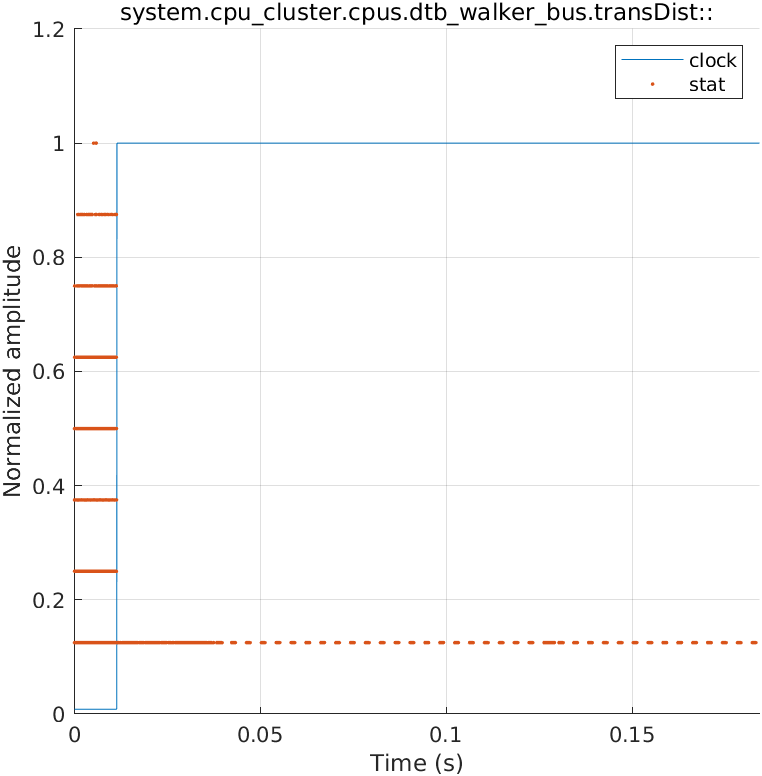 system.cpu_cluster.cpus.dtb_walker_bus.transDist::
clock
stat
1.2
1
0.8
0.6
0.4
0.2
0
Normalized amplitude
0
0.05
0.1
0.15
Time (s)